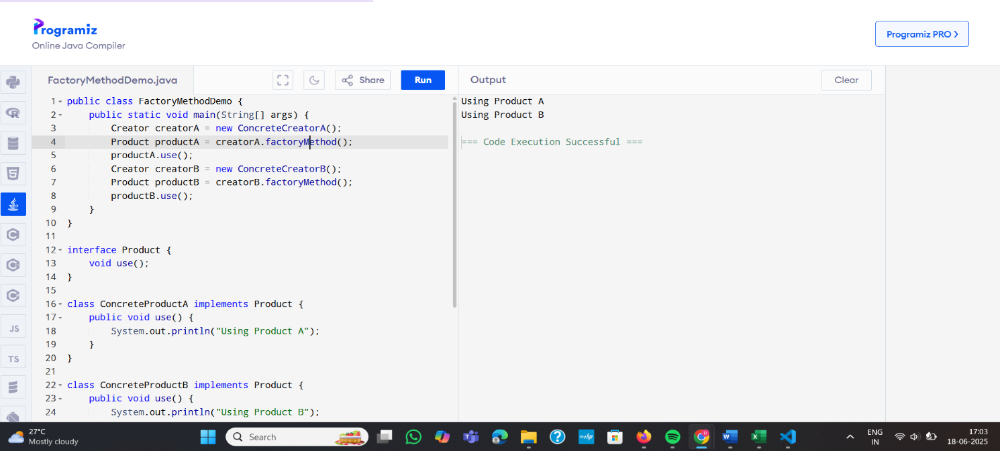 Programiz
Online Java Compiler
Programiz PRO >
FactoryMethodDemo.java
Share
Run
Output
Clear
1 public class FactoryMethodDemo {
2 public static void main(String[] args) {
3 Creator creatorA = new ConcreteCreatorA();
4 Product productA = creatorA.factoryMethod();
5 productA.use();
6 Creator creatorB = new ConcreteCreatorB();
7 Product productB = creatorB.factoryMethod();
8 productB.use();
9 }
10 }
11
12 interface Product {
13 void use();
14 }
15
16 class ConcreteProductA implements Product {
17 public void use() {
18 System.out.println("Using Product A");
19 }
20 }
21
22 class ConcreteProductB implements Product {
23 public void use() {
24 System.out.println("Using Product B");
Using Product A
Using Product B
=== Code Execution Successful ===
JS
TS
27°C
Mostly cloudy
Search
myhp
ENG
IN
17:03
18-06-2025